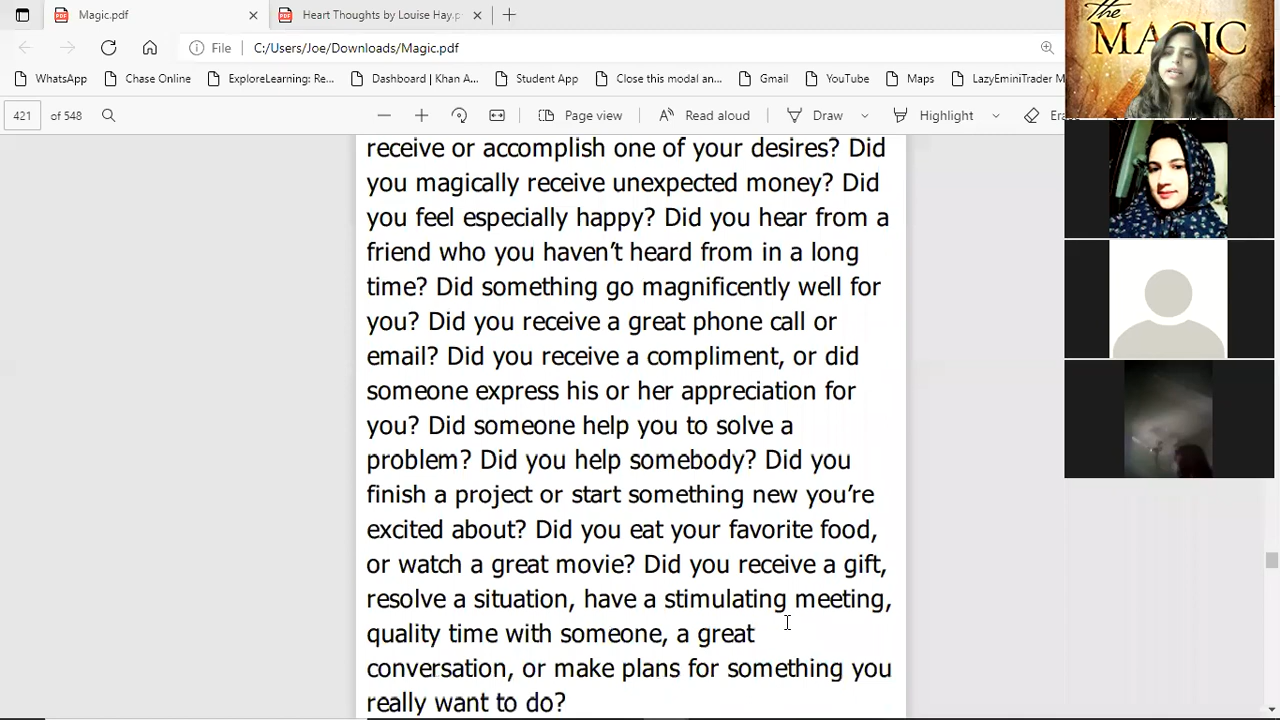 Magic.pdf
Heart Thoughts by Louise Hay.p
File C:/Users/Joe/Downloads/Magic.pdf
WhatsApp Chase Online ExploreLearning: Re... Dashboard | Khan A... Student App Close this modal an... Gmail YouTube Maps LazyEminiTrader M
421 of 548 Page view Read aloud Draw Highlight Era
The
MAGIC
receive or accomplish one of your desires? Did
you magically receive unexpected money? Did
you feel especially happy? Did you hear from a
friend who you haven’t heard from in a long
time? Did something go magnificently well for
you? Did you receive a great phone call or
email? Did you receive a compliment, or did
someone express his or her appreciation for
you? Did someone help you to solve a
problem? Did you help somebody? Did you
finish a project or start something new you’re
excited about? Did you eat your favorite food,
or watch a great movie? Did you receive a gift,
resolve a situation, have a stimulating meeting,
quality time with someone, a great
conversation, or make plans for something you
really want to do?